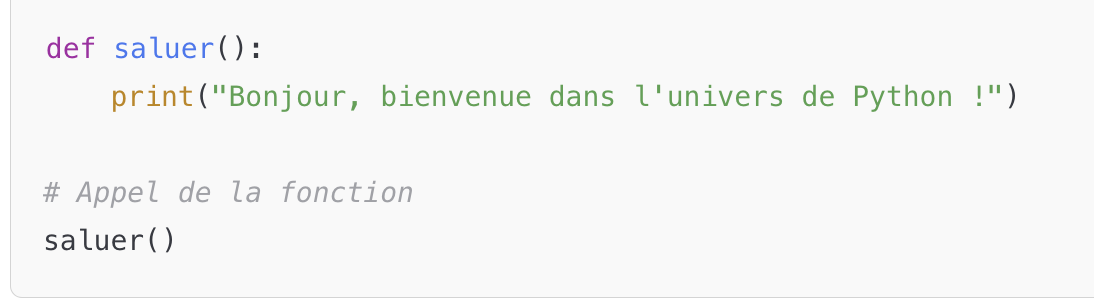 def saluer():
    print("Bonjour, bienvenue dans l'univers de Python !")
# Appel de la fonction
saluer()